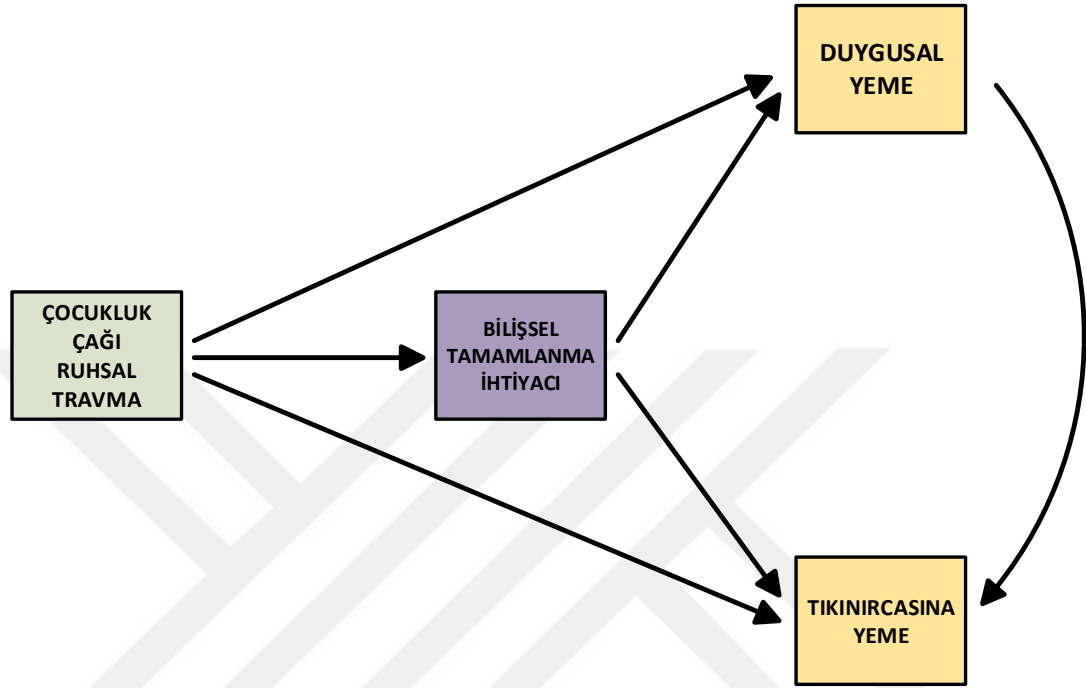 DUYGUSAL
YEME
ÇOCUKLUK
ÇAĞI
RUHSAL
TRAVMA
BİLİŞSEL
TAMAMLANMA
İHTİYACI
TIKINIRCASINA
YEME